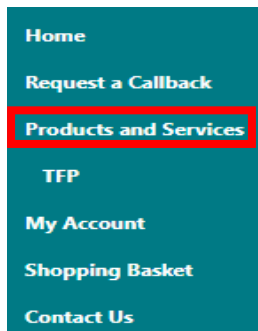 Home
Request a Callback
Products and Services
TFP
My Account
Shopping Basket
Contact Us